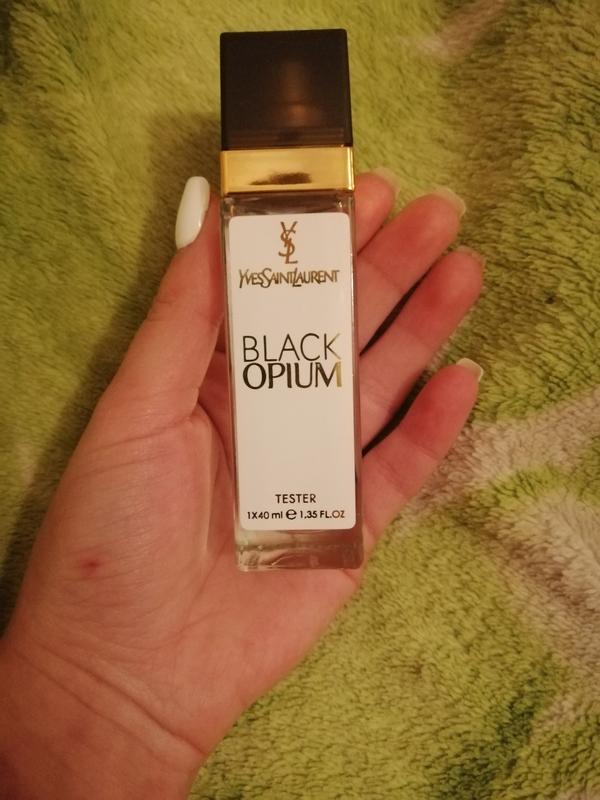 YSL
YVESSAINTLAURENT
BLACK
OPIUM
TESTER
1X40 ml e 1,35 FL.OZ